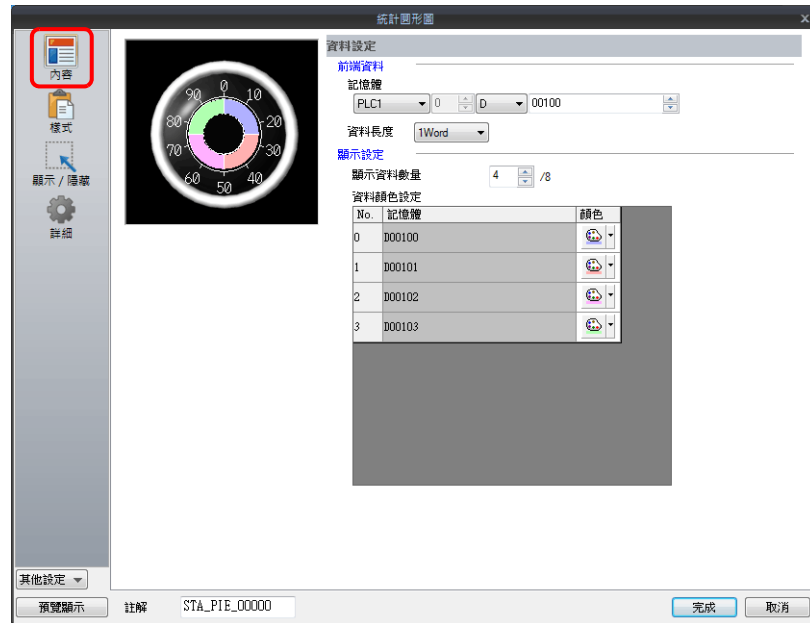 統計圓形圖
內容
樣式
顯示 / 隱藏
詳細
90 0 10
80 20
70 30
60 50 40
資料設定
前端資料
記憶體
PLC1 0 D 00100
資料長度 1Word
顯示設定
顯示資料數量 4 /8
資料顏色設定
No. 記憶體 顏色
0 D00100
1 D00101
2 D00102
3 D00103
其他設定
預覽顯示 註解 STA_PIE_00000 完成 取消